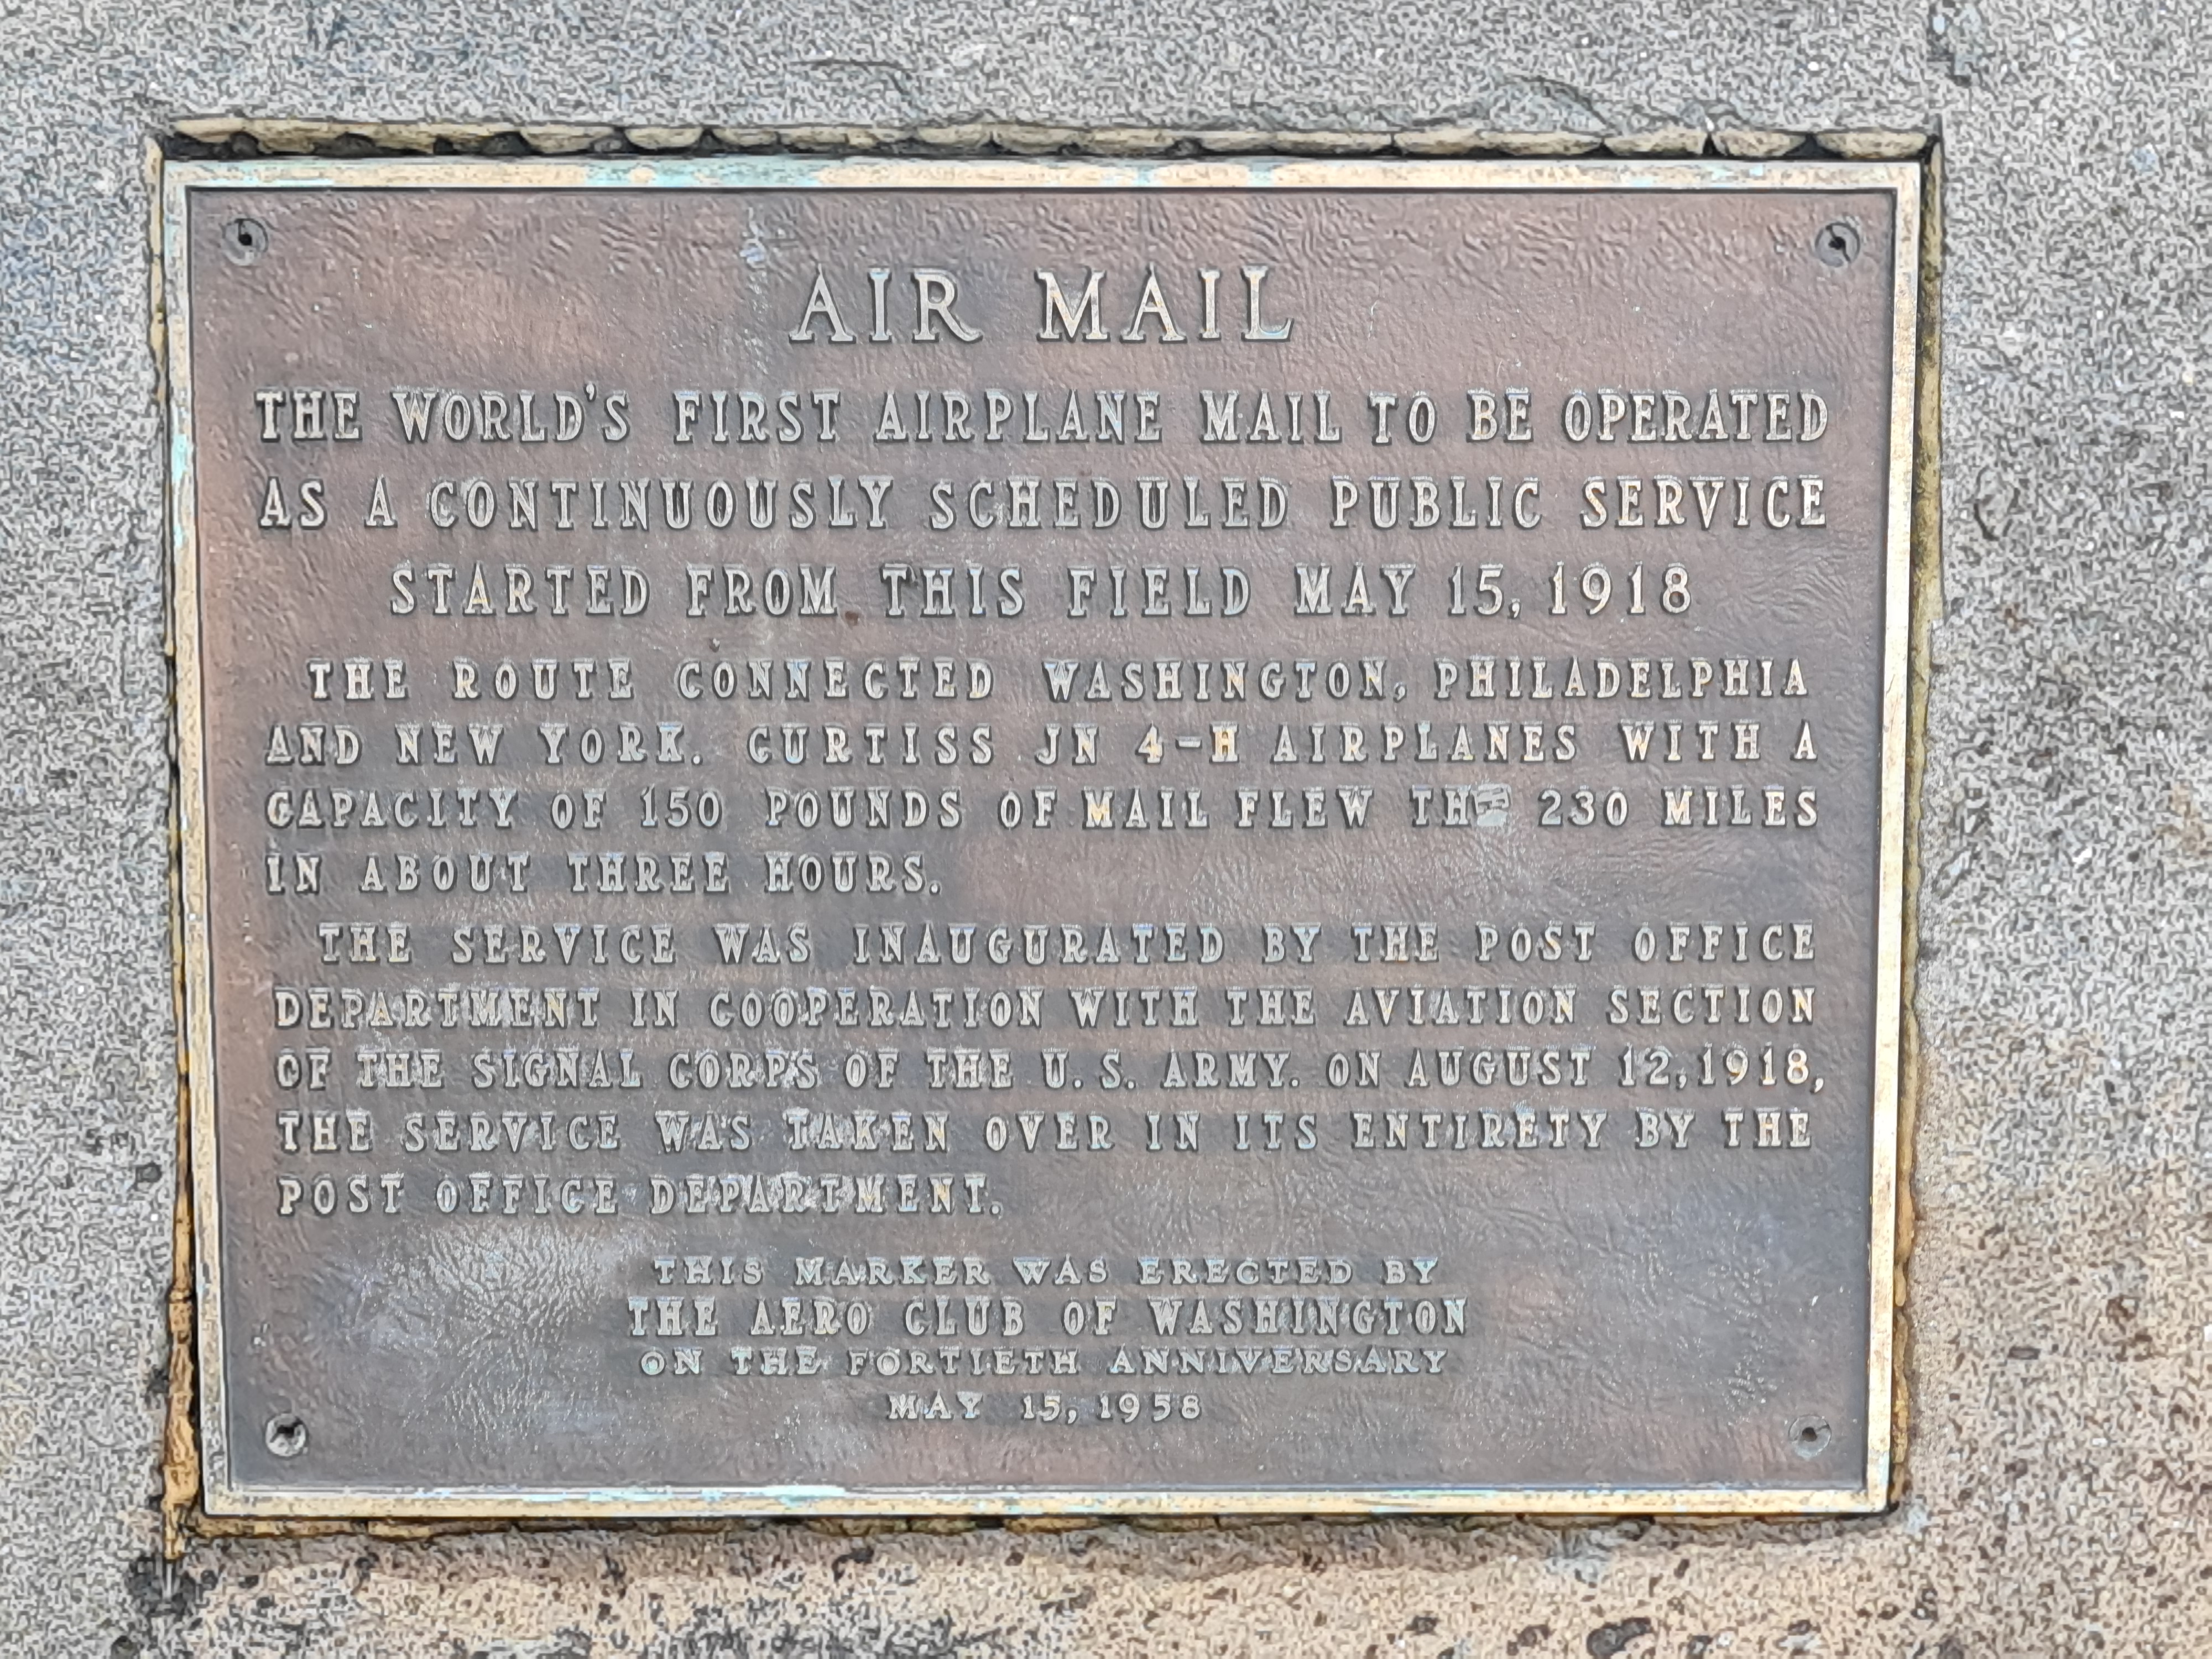 AIR MAIL
THE WORLD'S FIRST AIRPLANE MAIL TO BE OPERATED
AS A CONTINUOUSLY SCHEDULED PUBLIC SERVICE
STARTED FROM THIS FIELD MAY 15, 1918
THE ROUTE CONNECTED WASHINGTON, PHILADELPHIA
AND NEW YORK. CURTISS JN 4-H AIRPLANES WITH A
CAPACITY OF 150 POUNDS OF MAIL FLEW THE 230 MILES
IN ABOUT THREE HOURS.
THE SERVICE WAS INAUGURATED BY THE POST OFFICE
DEPARTMENT IN COOPERATION WITH THE AVIATION SECTION
OF THE SIGNAL CORPS OF THE U. S. ARMY. ON AUGUST 12, 1918,
THE SERVICE WAS TAKEN OVER IN ITS ENTIRETY BY THE
POST OFFICE DEPARTMENT.
THIS MARKER WAS ERECTED BY
THE AERO CLUB OF WASHINGTON
ON THE FORTIETH ANNIVERSARY
MAY 15, 1958